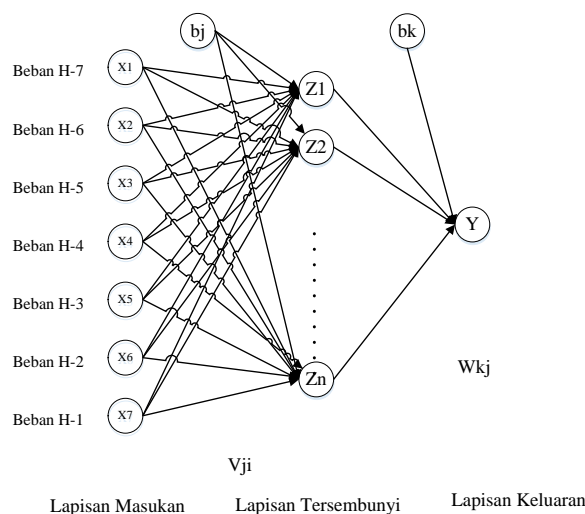 bj
bk
Beban H-7
X1
Z1
Beban H-6
X2
Z2
Beban H-5
X3
Beban H-4
X4
Y
Beban H-3
X5
Beban H-2
X6
Zn
Wkj
Beban H-1
X7
Vji
Lapisan Masukan
Lapisan Tersembunyi
Lapisan Keluaran